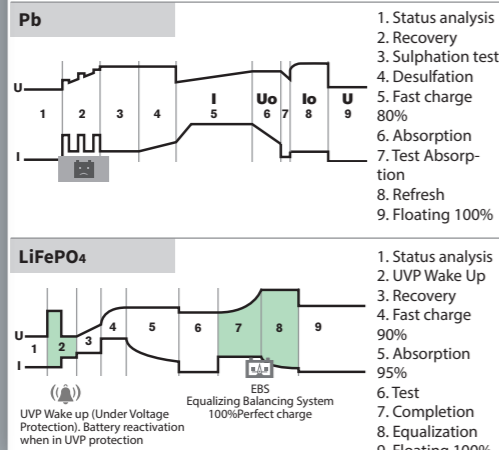 Pb
U
I
1 2 3 4 5 6 7 8 9
I Uo Io U
1. Status analysis
2. Recovery
3. Sulphation test
4. Desulfation
5. Fast charge
80%
6. Absorption
7. Test Absorp-
tion
8. Refresh
9. Floating 100%
LiFePO4
U
I
1 2 3 4 5 6 7 8 9
UVP Wake up (Under Voltage
Protection). Battery reactivation
when in UVP protection
EBS
Equalizing Balancing System
100%Perfect charge
1. Status analysis
2. UVP Wake Up
3. Recovery
4. Fast charge
90%
5. Absorption
95%
6. Test
7. Completion
8. Equalization
9. Floating 100%